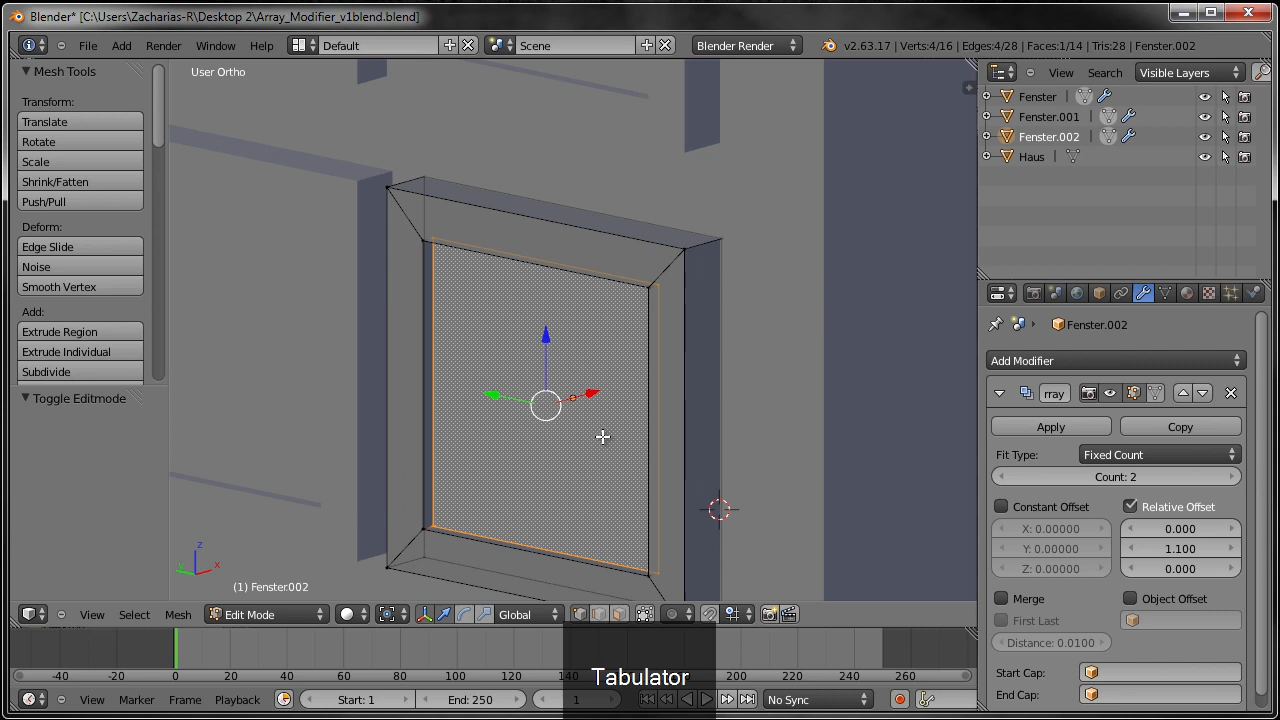 Blender* [C:\Users\Zacharias-R\Desktop 2\Array_Modifier_v1blend.blend]
File Add Render Window Help Default Scene Blender Render v2.63.17 | Verts:4/16 | Edges:4/28 | Faces:1/14 | Tris:28 | Fenster.002
Mesh Tools
Transform:
Translate
Rotate
Scale
Shrink/Fatten
Push/Pull
Deform:
Edge Slide
Noise
Smooth Vertex
Add:
Extrude Region
Extrude Individual
Subdivide
Toggle Editmode
User Ortho
z
y
x
(1) Fenster.002
View Select Mesh Edit Mode Global
-40 -20 0 20 40 60 80 100 120 140 200 220 240 260
Tabulator
View Marker Frame Playback Start: 1 End: 250 1 No Sync
View Search Visible Layers
Fenster
Fenster.001
Fenster.002
Haus
Fenster.002
Add Modifier
rray
Apply Copy
Fit Type: Fixed Count
Count: 2
Constant Offset Relative Offset
X: 0.00000 0.000
Y: 0.00000 1.100
Z: 0.00000 0.000
Merge Object Offset
First Last
Distance: 0.0100
Start Cap:
End Cap: